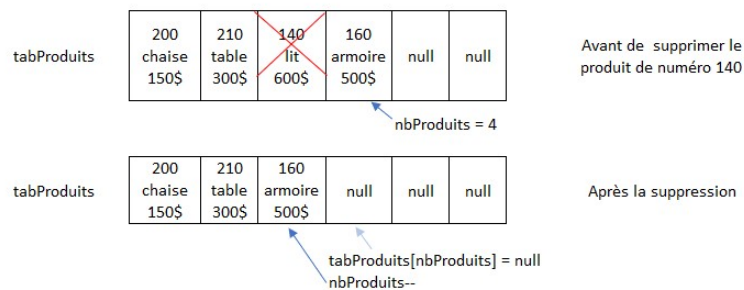 tabProduits
200 210 140 160
chaise table lit armoire null null
150$ 300$ 600$ 500$
Avant de supprimer le
produit de numéro 140
nbProduits = 4
tabProduits
200 210 160
chaise table armoire null null null
150$ 300$ 500$
Après la suppression
tabProduits[nbProduits] = null
nbProduits--